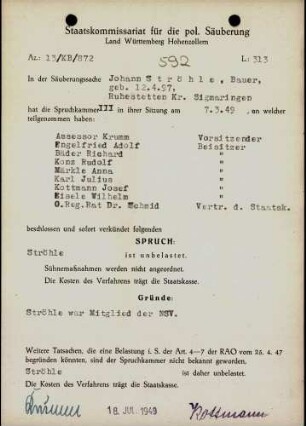 Staatskommissariat für die pol. Säuberung
Land Württemberg Hohenzollern
Az.: 13/KB/872
592
L: 313
In der Säuberungssache Johann S t r ö h l e , Bauer,
geb. 12.4.97,
Ruhestetten Kr. Sigmaringen
hat die Spruchkammer III in ihrer Sitzung am 7.3.49, an welcher
teilgenommen haben:
Assessor Krumm Vorsitzender
Engelfried Adolf Beisitzer
Bader Richard "
Kons Rudolf "
Märkle Anna "
Karl Julius "
Kottmann Josef "
Eisele Wilhelm "
O.Reg.Rat Dr. Schmid Vertr. d. Staatsk.
beschlossen und sofort verkündet folgenden
SPRUCH:
Ströhle
ist unbelastet.
Sühnemaßnahmen werden nicht angeordnet.
Die Kosten des Verfahrens trägt die Staatskasse.
Gründe:
Ströhle war Mitglied der NSV.
Weitere Tatsachen, die eine Belastung i. S. der Art. 4—7 der RAO vom 26. 4. 47
begründen könnten, sind der Spruchkammer nicht bekannt geworden.
Ströhle ist daher unbelastet.
Die Kosten des Verfahrens trägt die Staatskasse.
18. JUL. 1949
Kottmann